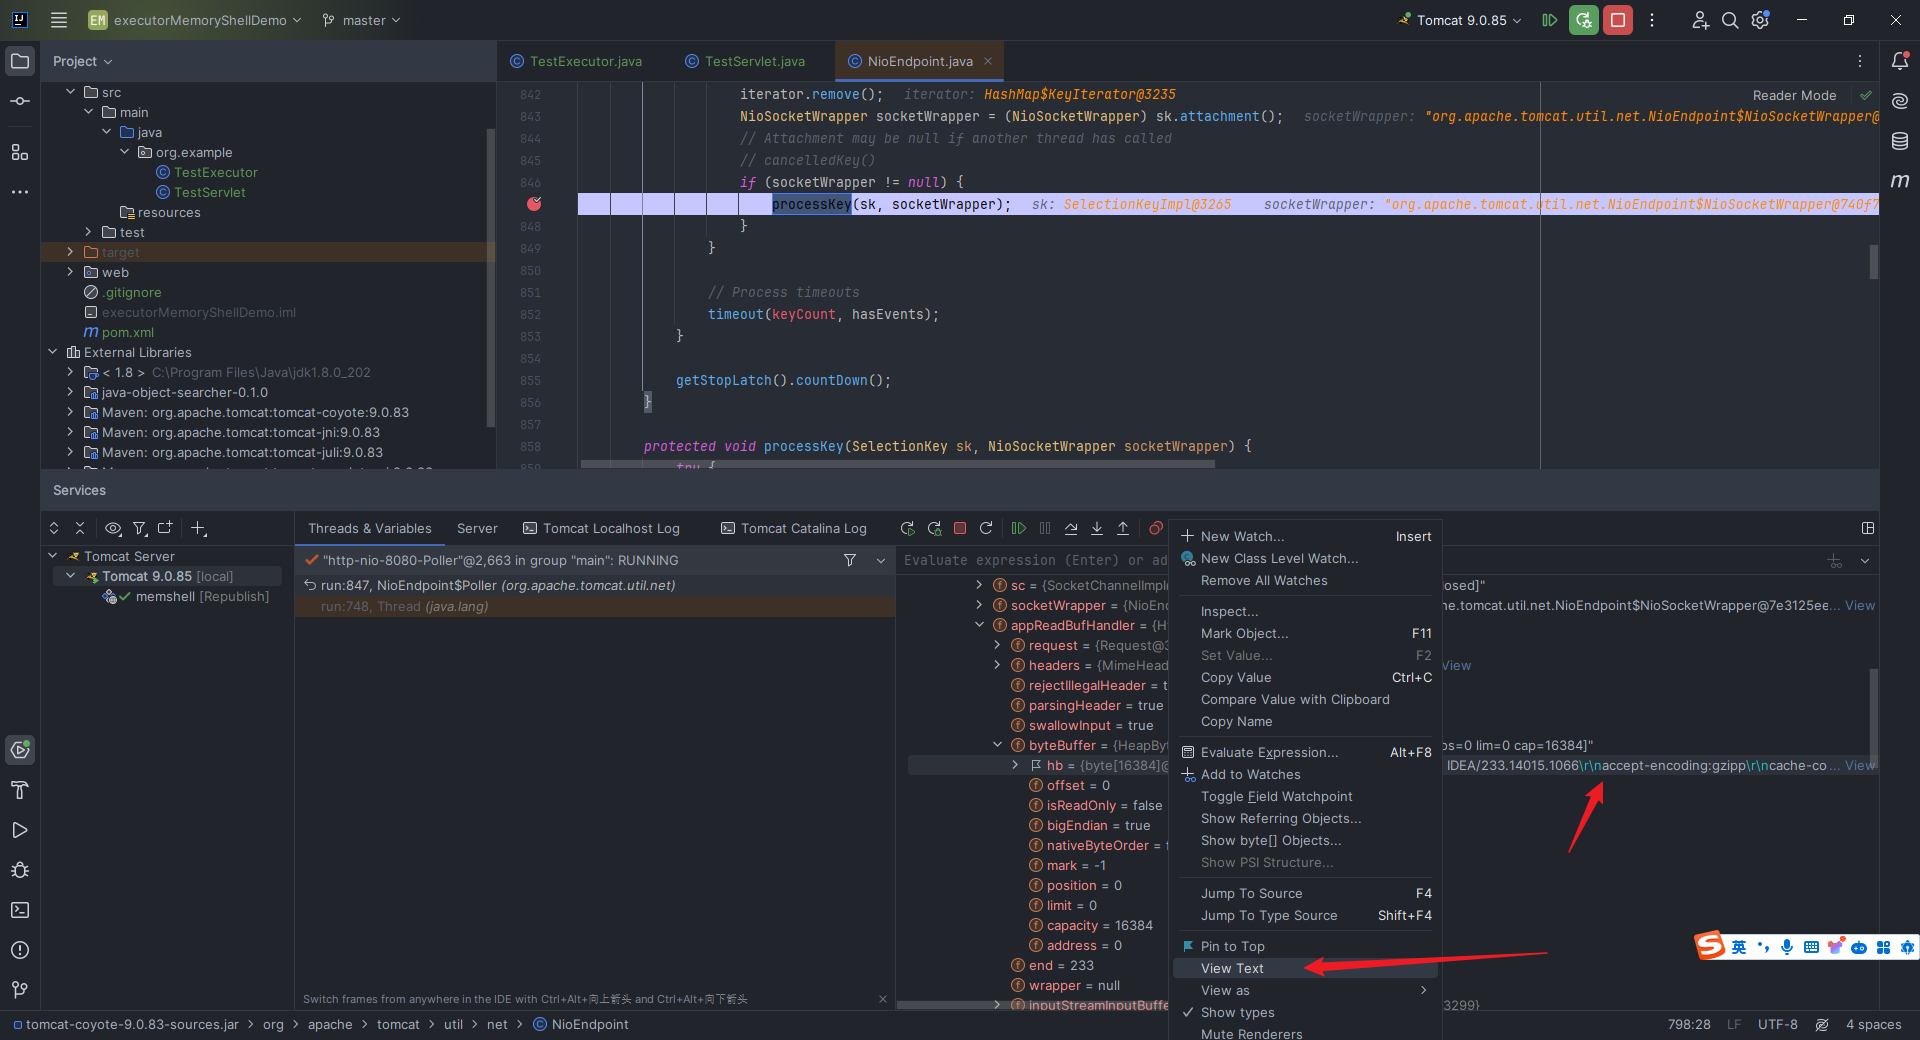 EM executorMemoryShellDemo master Tomcat 9.0.85
Project
TestExecutor.java TestServlet.java NioEndpoint.java
src
main
java
org.example
TestExecutor
TestServlet
resources
test
target
web
.gitignore
executorMemoryShellDemo.iml
pom.xml
External Libraries
< 1.8 > C:\Program Files\Java\jdk1.8.0_202
java-object-searcher-0.1.0
Maven: org.apache.tomcat:tomcat-coyote:9.0.83
Maven: org.apache.tomcat:tomcat-jni:9.0.83
Maven: org.apache.tomcat:tomcat-juli:9.0.83
Reader Mode
842 iterator.remove(); iterator: HashMap$KeyIterator@3235
843 NioSocketWrapper socketWrapper = (NioSocketWrapper) sk.attachment(); socketWrapper: "org.apache.tomcat.util.net.NioEndpoint$NioSocketWrapper@
844 // Attachment may be null if another thread has called
845 // cancelledKey()
846 if (socketWrapper != null) {
processKey(sk, socketWrapper); sk: SelectionKeyImpl@3265 socketWrapper: "org.apache.tomcat.util.net.NioEndpoint$NioSocketWrapper@740f7
848 }
849 }
850
851 // Process timeouts
852 timeout(keyCount, hasEvents);
853 }
854
855 getStopLatch().countDown();
856 }
857
858 protected void processKey(SelectionKey sk, NioSocketWrapper socketWrapper) {
859 try {
Services
Threads & Variables Server Tomcat Localhost Log Tomcat Catalina Log
Tomcat Server
Tomcat 9.0.85 [local]
memshell [Republish]
"http-nio-8080-Poller"@2,663 in group "main": RUNNING
run:847, NioEndpoint$Poller (org.apache.tomcat.util.net)
run:748, Thread (java.lang)
Switch frames from anywhere in the IDE with Ctrl+Alt+向上箭头 and Ctrl+Alt+向下箭头
Evaluate expression (Enter) or ad
sc = {SocketChannelImpl osed]"
socketWrapper = {NioEn he.tomcat.util.net.NioEndpoint$NioSocketWrapper@7e3125ee... View
appReadBufHandler = {H
request = {Request@3
headers = {MimeHead View
rejectIllegalHeader = t
parsingHeader = true
swallowInput = true
byteBuffer = {HeapByt os=0 lim=0 cap=16384]"
hb = {byte[16384]@ IDEA/233.14015.1066\r\naccept-encoding:gzipp\r\ncache-co... View
offset = 0
isReadOnly = false
bigEndian = true
nativeByteOrder = f
mark = -1
position = 0
limit = 0
capacity = 16384
address = 0
end = 233
wrapper = null
inputStreamInputBuffe 3299}
New Watch... Insert
New Class Level Watch...
Remove All Watches
Inspect...
Mark Object... F11
Set Value... F2
Copy Value Ctrl+C
Compare Value with Clipboard
Copy Name
Evaluate Expression... Alt+F8
Add to Watches
Toggle Field Watchpoint
Show Referring Objects...
Show byte[] Objects...
Show PSI Structure...
Jump To Source F4
Jump To Type Source Shift+F4
Pin to Top
View Text
View as
Show types
Mute Renderers
英
tomcat-coyote-9.0.83-sources.jar org apache tomcat util net NioEndpoint
798:28 LF UTF-8 4 spaces